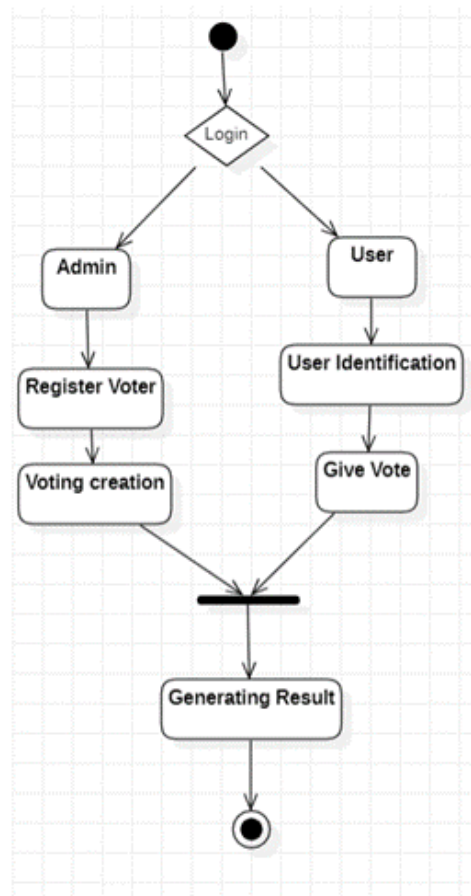 Login
Admin
User
Register Voter
User Identification
Voting creation
Give Vote
Generating Result